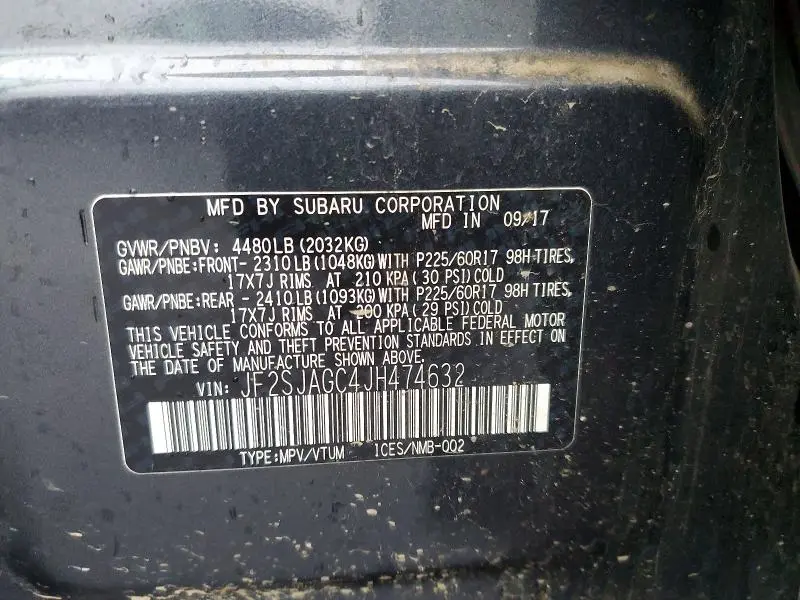 MFD BY SUBARU CORPORATION
MFD IN 09/17
GVWR/PNBV: 4480LB (2032KG)
GAWR/PNBE:FRONT- 2310LB (1048KG) WITH P225/60R17 98H TIRES,
17X7J RIMS, AT 210 KPA (30 PSI) COLD
GAWR/PNBE:REAR - 2410LB (1093KG) WITH P225/60R17 98H TIRES,
17X7J RIMS, AT 200 KPA (29 PSI) COLD
THIS VEHICLE CONFORMS TO ALL APPLICABLE FEDERAL MOTOR
VEHICLE SAFETY AND THEFT PREVENTION STANDARDS IN EFFECT ON
THE DATE OF MANUFACTURE SHOWN ABOVE.
VIN: JF2SJAGC4JH474632
TYPE:MPV/VTUM 1CES/NMB-002